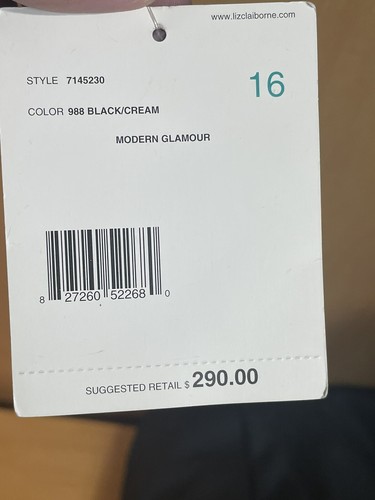 www.lizclaiborne.com
STYLE 7145230
16
COLOR 988 BLACK/CREAM
MODERN GLAMOUR
8 27260 52268 0
SUGGESTED RETAIL $ 290.00